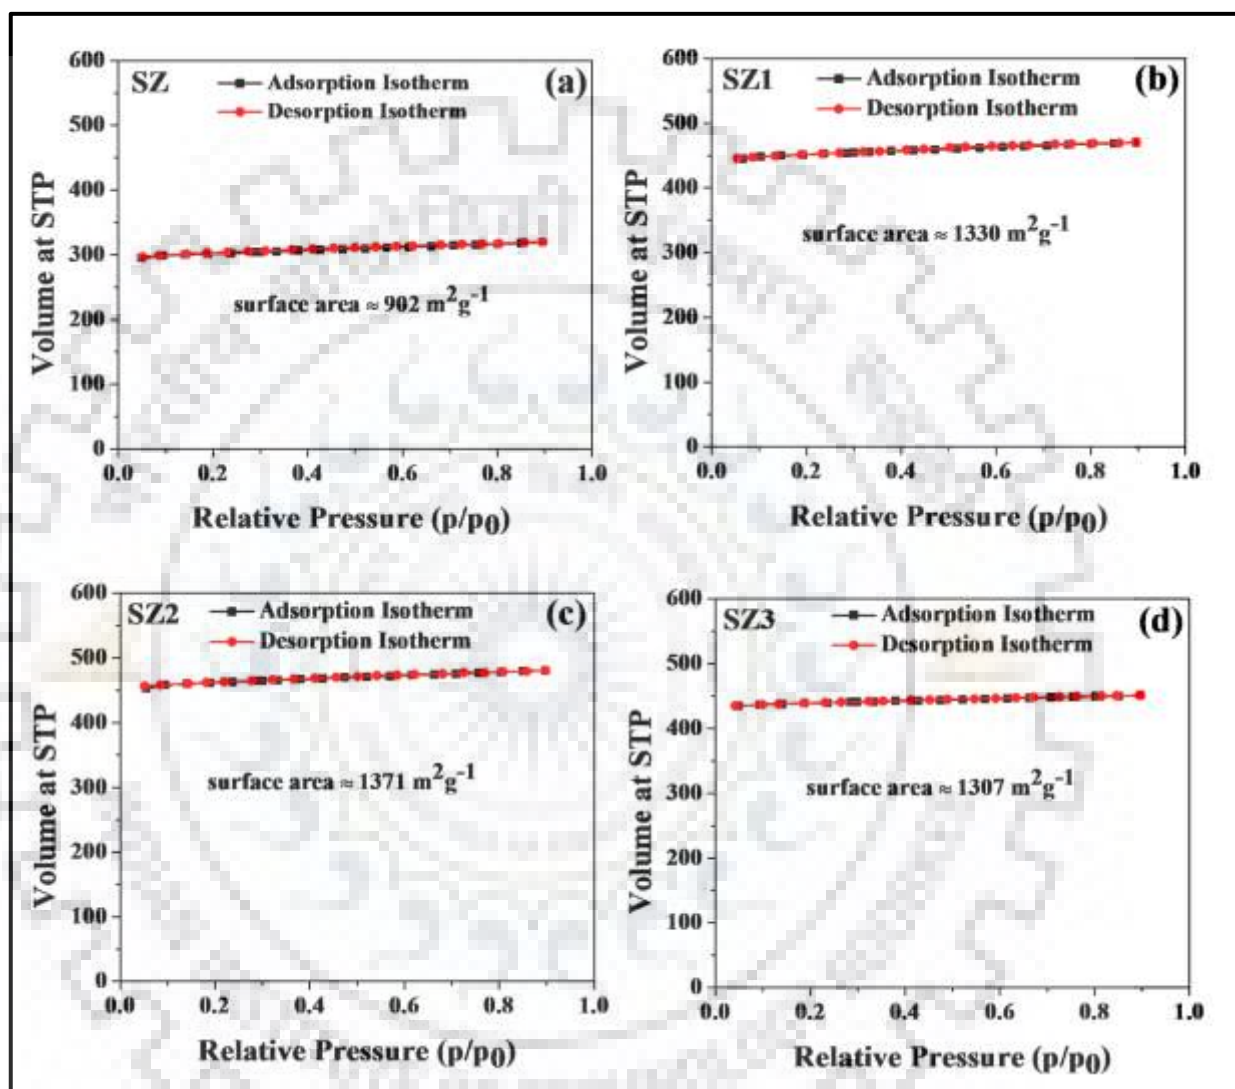 SZ
(a)
Adsorption Isotherm
Desorption Isotherm
600
500
400
300
200
100
0
Volume at STP
surface area ≈ 902 m²g⁻¹
0.0 0.2 0.4 0.6 0.8 1.0
Relative Pressure (p/p₀)
SZ1
(b)
Adsorption Isotherm
Desorption Isotherm
600
500
400
300
200
100
0
Volume at STP
surface area ≈ 1330 m²g⁻¹
0.0 0.2 0.4 0.6 0.8 1.0
Relative Pressure (p/p₀)
SZ2
(c)
Adsorption Isotherm
Desorption Isotherm
600
500
400
300
200
100
0
Volume at STP
surface area ≈ 1371 m²g⁻¹
0.0 0.2 0.4 0.6 0.8 1.0
Relative Pressure (p/p₀)
SZ3
(d)
Adsorption Isotherm
Desorption Isotherm
600
500
400
300
200
100
0
Volume at STP
surface area ≈ 1307 m²g⁻¹
0.0 0.2 0.4 0.6 0.8 1.0
Relative Pressure (p/p₀)